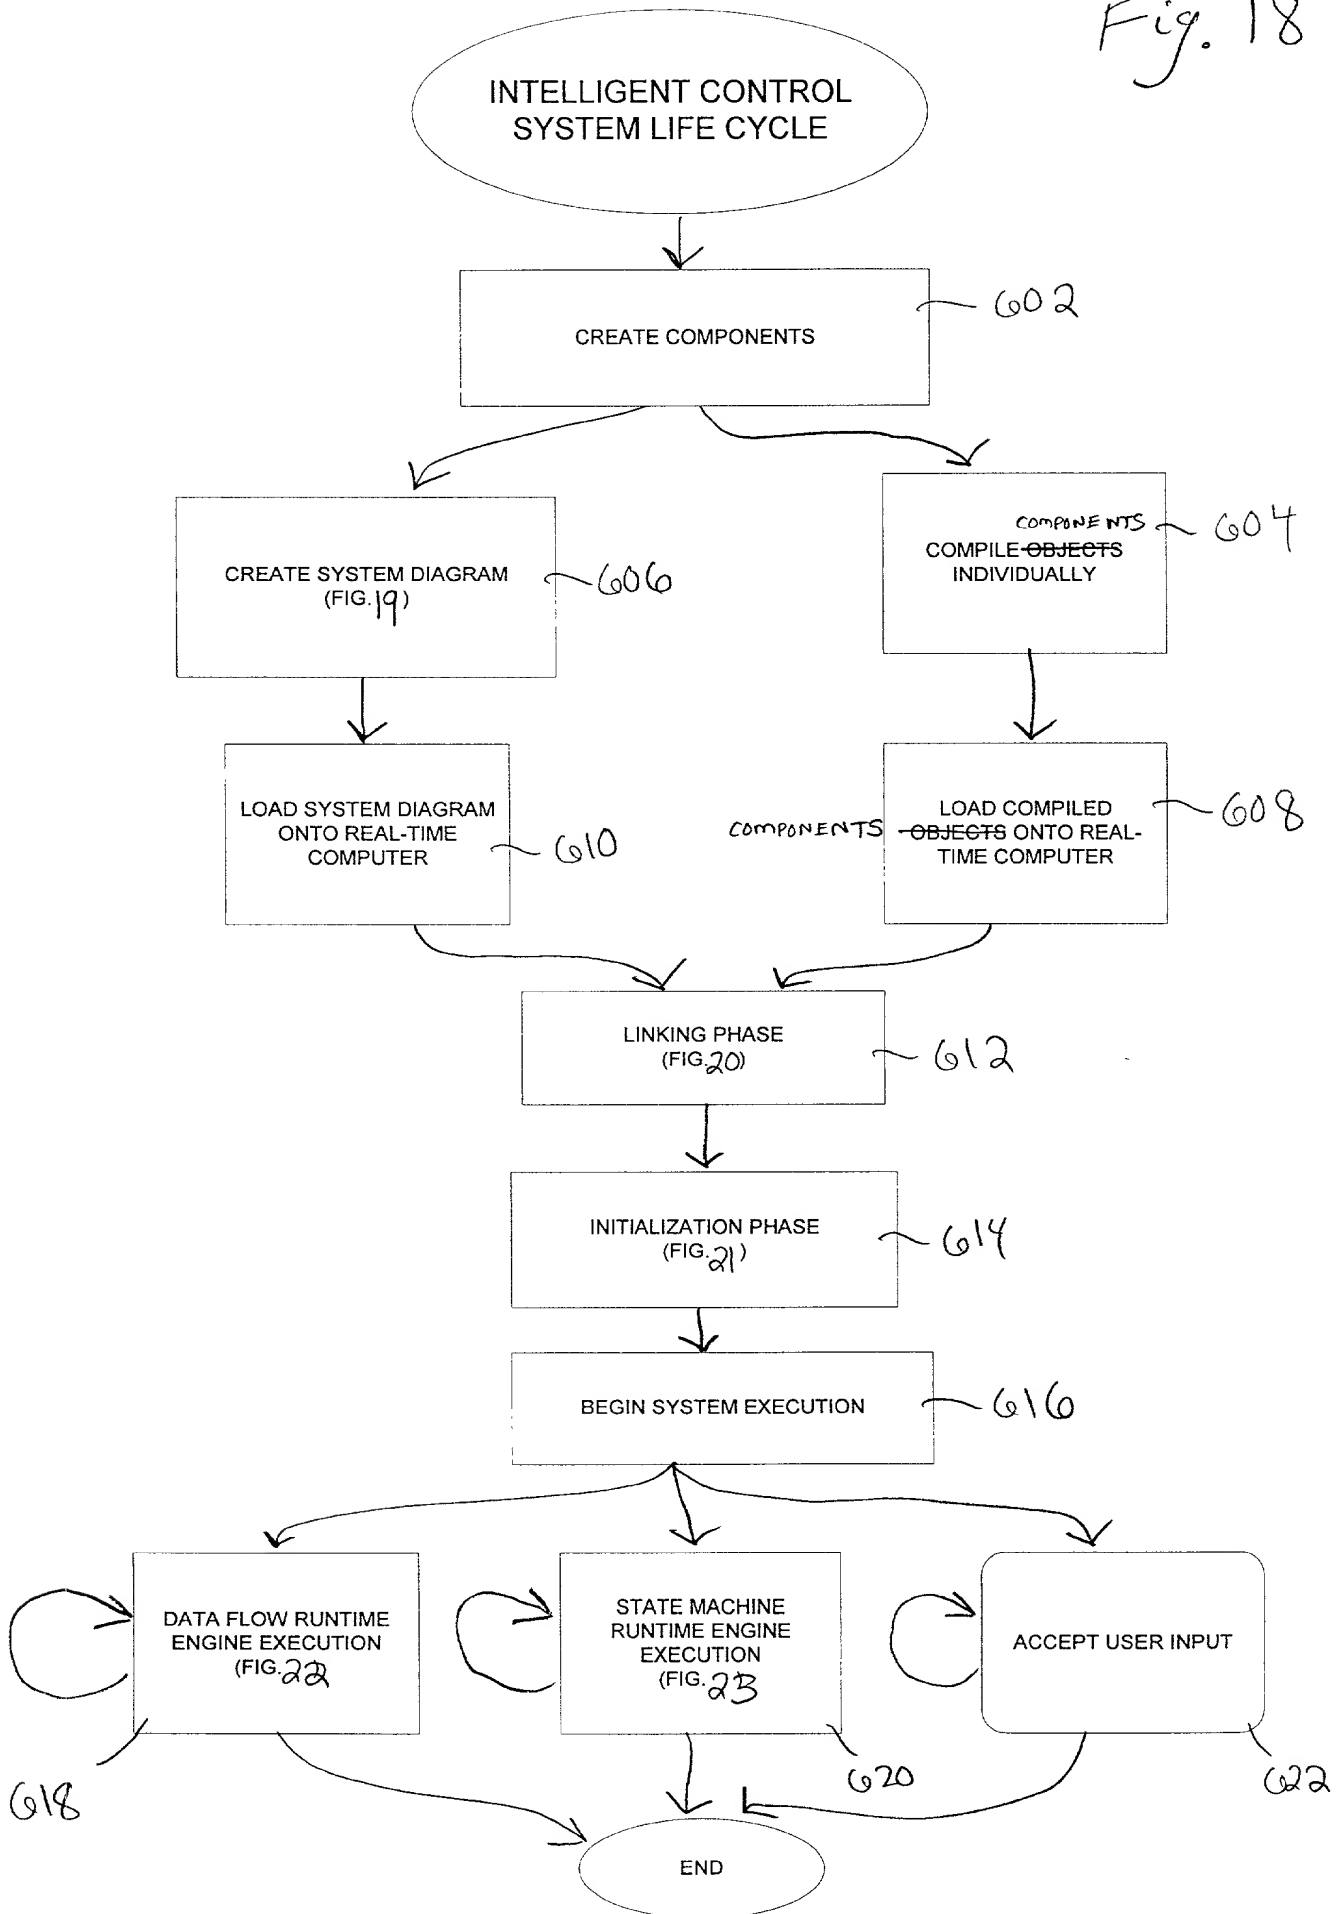 Fig. 18
INTELLIGENT CONTROL
SYSTEM LIFE CYCLE
CREATE COMPONENTS
602
CREATE SYSTEM DIAGRAM
(FIG.19)
606
COMPONENTS
COMPILE OBJECTS
INDIVIDUALLY
604
LOAD SYSTEM DIAGRAM
ONTO REAL-TIME
COMPUTER
610
COMPONENTS
LOAD COMPILED
OBJECTS ONTO REAL-
TIME COMPUTER
608
LINKING PHASE
(FIG.20)
612
INITIALIZATION PHASE
(FIG.21)
614
BEGIN SYSTEM EXECUTION
616
DATA FLOW RUNTIME
ENGINE EXECUTION
(FIG.22)
618
STATE MACHINE
RUNTIME ENGINE
EXECUTION
(FIG.23)
620
ACCEPT USER INPUT
622
END